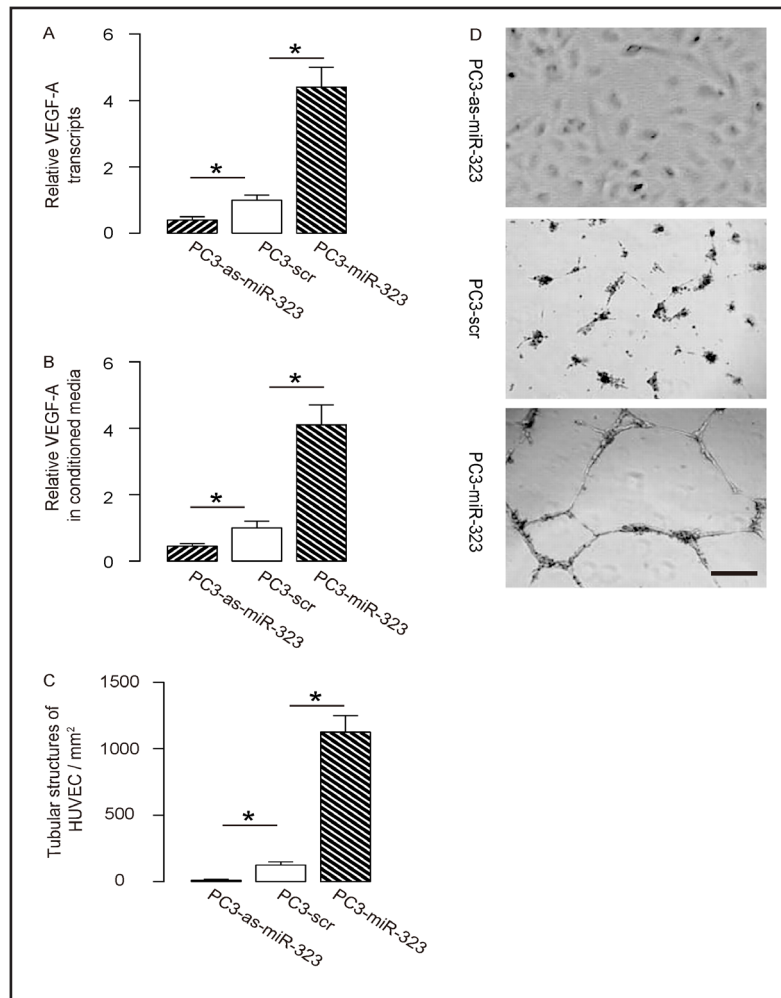 A
Relative VEGF-A
transcripts
6
4
2
0
*
*
PC3-as-miR-323
PC3-scr
PC3-miR-323
B
Relative VEGF-A
in conditioned media
6
4
2
0
*
*
PC3-as-miR-323
PC3-scr
PC3-miR-323
C
Tubular structures of
HUVEC / mm²
1500
1000
500
0
*
*
PC3-as-miR-323
PC3-scr
PC3-miR-323
D
PC3-as-miR-323
PC3-scr
PC3-miR-323